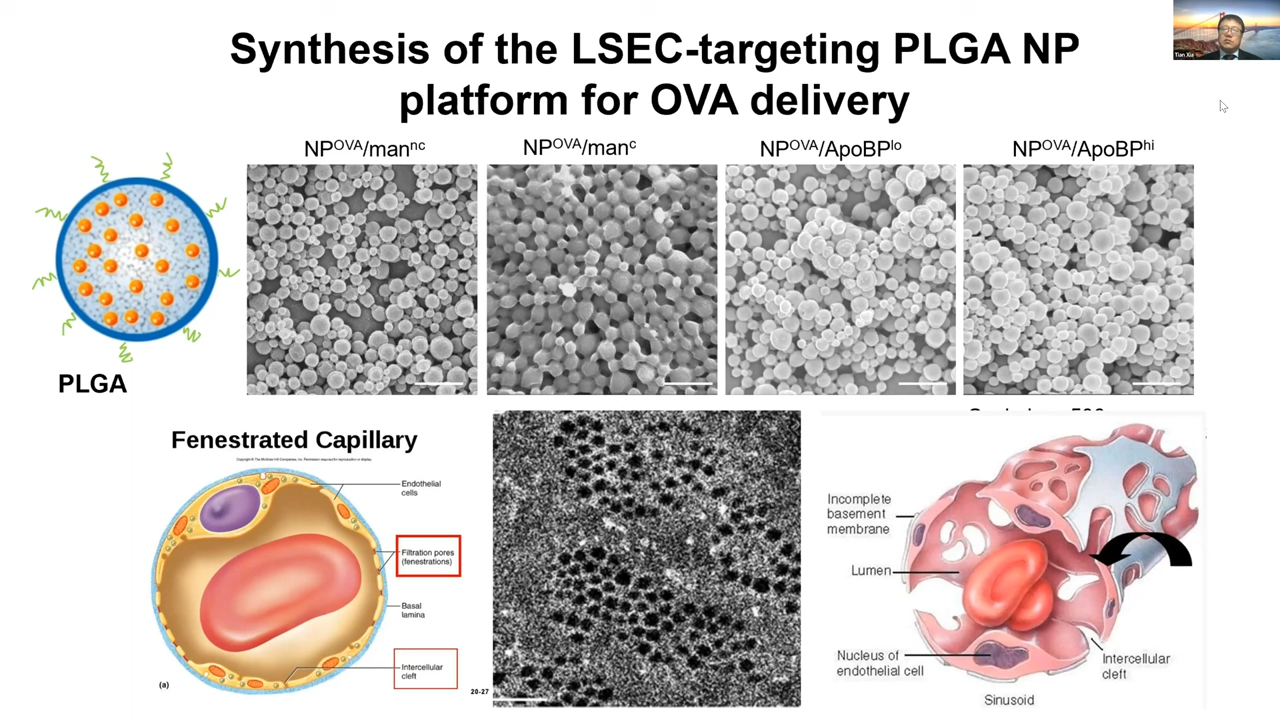 Synthesis of the LSEC-targeting PLGA NP
platform for OVA delivery
Tian Xia
NPᴼⱽᴬ/manⁿᶜ
NPᴼⱽᴬ/manᶜ
NPᴼⱽᴬ/ApoBPˡᵒ
NPᴼⱽᴬ/ApoBPʰⁱ
PLGA
Fenestrated Capillary
Endothelial
cells
Filtration pores
(fenestrations)
Basal
lamina
Intercellular
cleft
(a)
20-27
Incomplete
basement
membrane
Lumen
Nucleus of
endothelial cell
Intercellular
cleft
Sinusoid